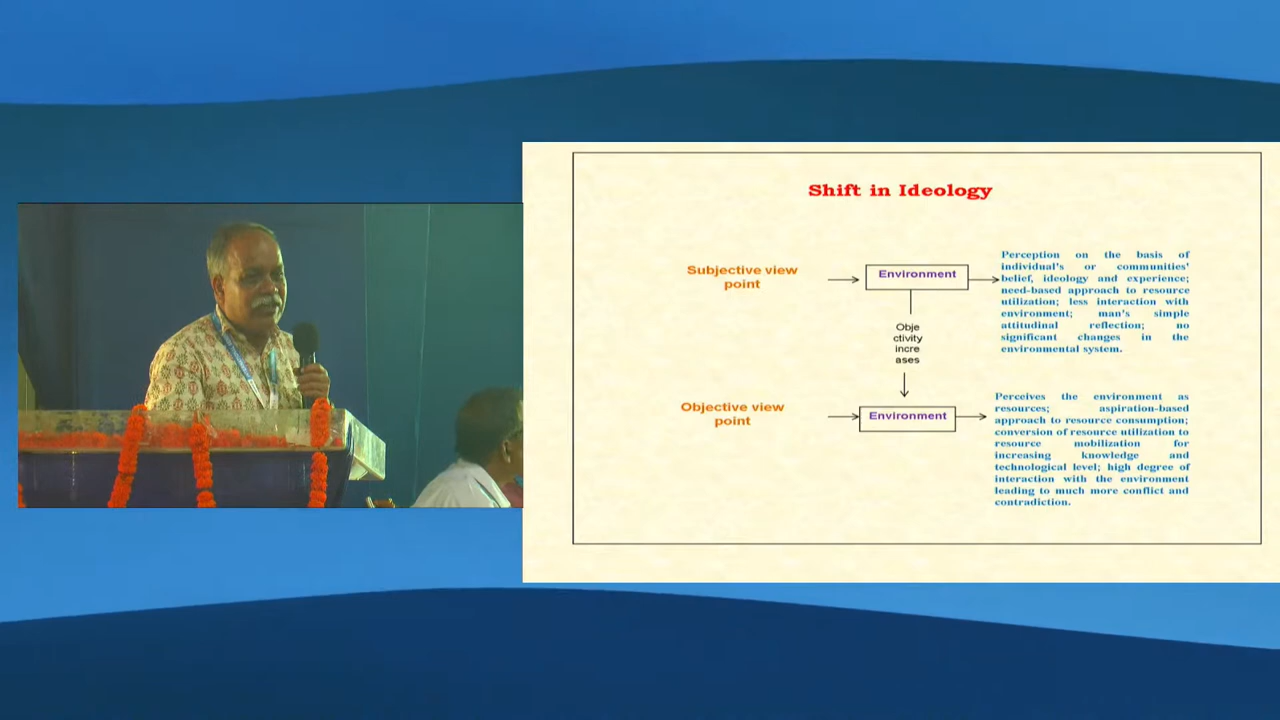 Shift in Ideology
Subjective view
point
Environment
Perception on the basis of
individual's or communities'
belief, ideology and experience;
need-based approach to resource
utilization; less interaction with
environment; man's simple
attitudinal reflection; no
significant changes in the
environmental system.
Obje
ctivity
incre
ases
Objective view
point
Environment
Perceives the environment as
resources; aspiration-based
approach to resource consumption;
conversion of resource utilization to
resource mobilization for
increasing knowledge and
technological level; high degree of
interaction with the environment
leading to much more conflict and
contradiction.